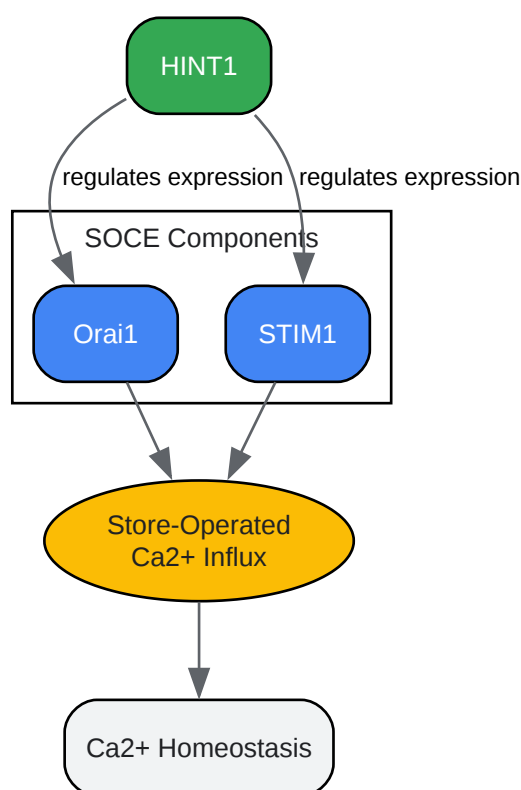 HINT1
regulates expression
regulates expression
SOCE Components
Orai1
STIM1
Store-Operated
Ca2+ Influx
Ca2+ Homeostasis